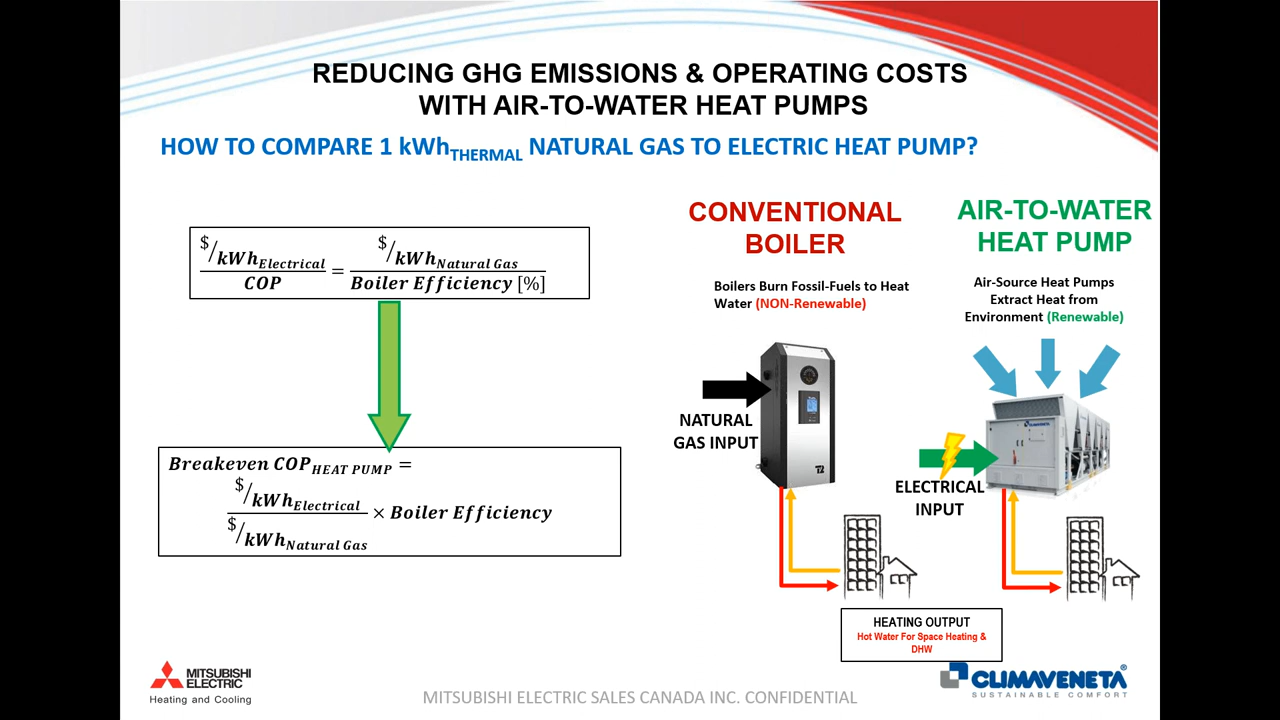 REDUCING GHG EMISSIONS & OPERATING COSTS
WITH AIR-TO-WATER HEAT PUMPS
HOW TO COMPARE 1 kWhTHERMAL NATURAL GAS TO ELECTRIC HEAT PUMP?
$/kWhElectrical
COP
=
$/kWhNatural Gas
Boiler Efficiency [%]
Breakeven COPHEAT PUMP =
$/kWhElectrical
$/kWhNatural Gas
× Boiler Efficiency
CONVENTIONAL
BOILER
Boilers Burn Fossil-Fuels to Heat
Water (NON-Renewable)
NATURAL
GAS INPUT
T2
AIR-TO-WATER
HEAT PUMP
Air-Source Heat Pumps
Extract Heat from
Environment (Renewable)
CLIMAVENETA
ELECTRICAL
INPUT
HEATING OUTPUT
Hot Water For Space Heating &
DHW
MITSUBISHI
ELECTRIC
Heating and Cooling
MITSUBISHI ELECTRIC SALES CANADA INC. CONFIDENTIAL
CLIMAVENETA®
SUSTAINABLE COMFORT